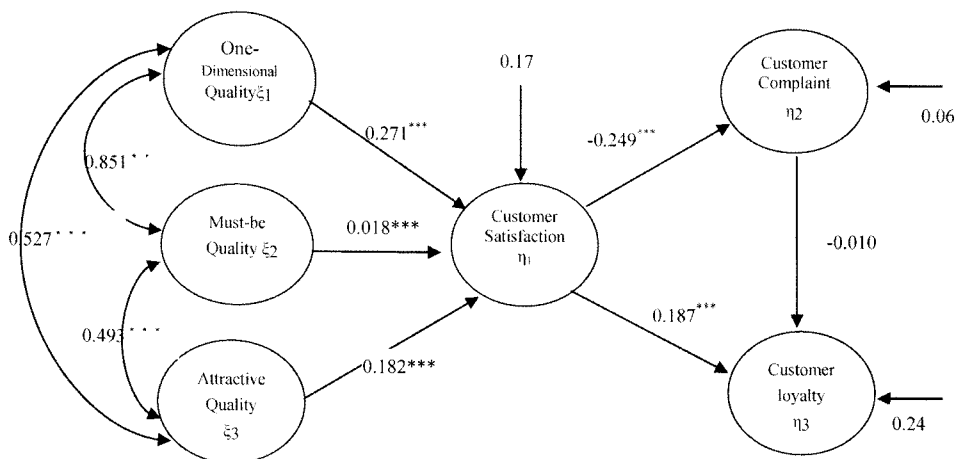 One-
Dimensional
Qualityξ1
0.17
Customer
Complaint
η2
0.06
0.271***
-0.249***
0.851* *
Must-be
Quality ξ2
0.018***
Customer
Satisfaction
η1
0.527* * *
-0.010
0.493* * *
0.182***
0.187***
Attractive
Quality
ξ3
Customer
loyalty
η3
0.24